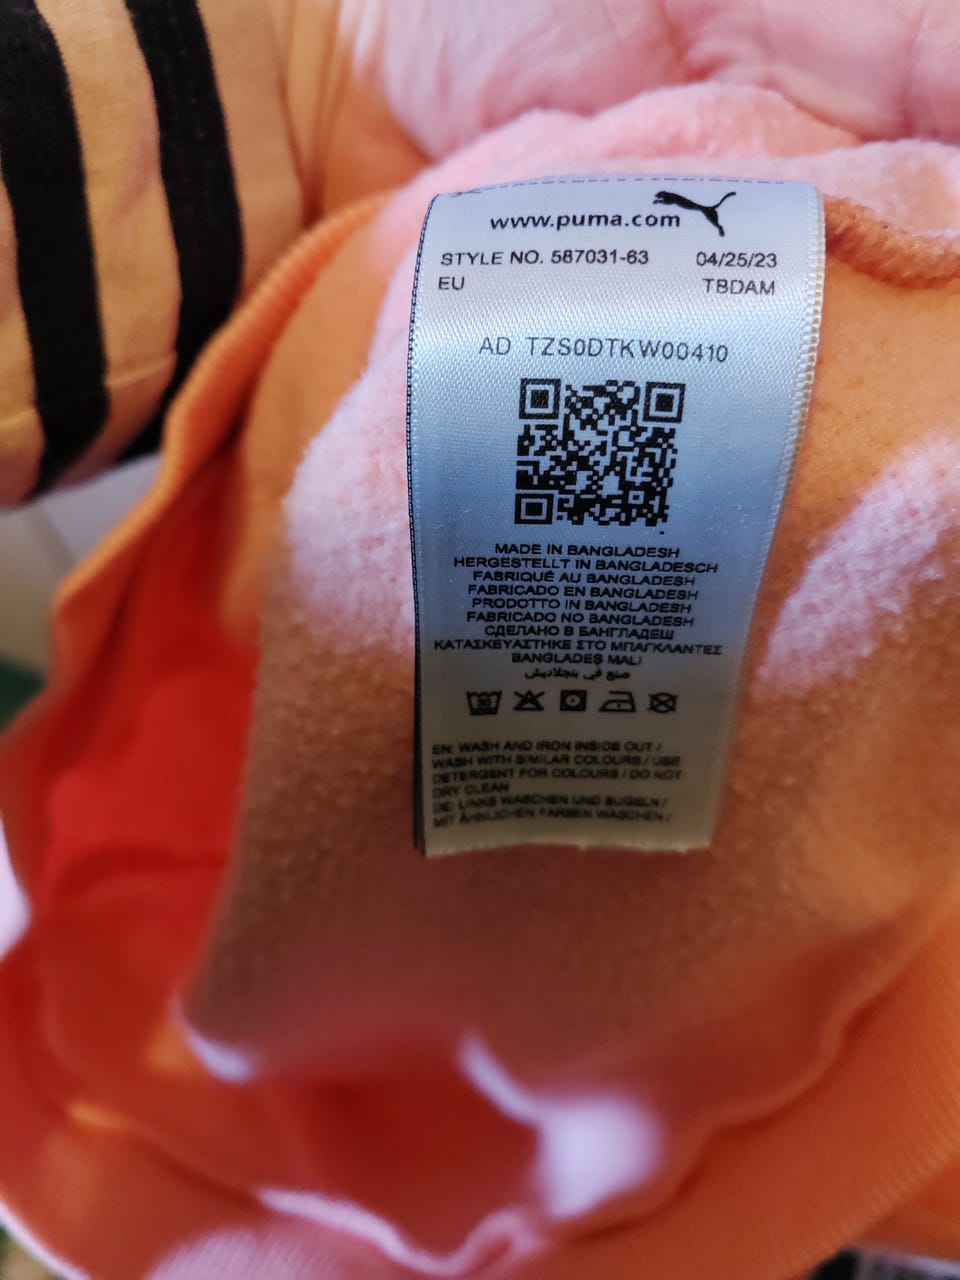 www.puma.com
STYLE NO. 587031-63 04/25/23
EU TBDAM
AD TZS0DTKW00410
MADE IN BANGLADESH
HERGESTELLT IN BANGLADESCH
FABRIQUÉ AU BANGLADESH
FABRICADO EN BANGLADESH
PRODOTTO IN BANGLADESH
FABRICADO NO BANGLADESH
СДЕЛАНО В БАНГЛАДЕШ
ΚΑΤΑΣΚΕΥΑΣΤΗΚΕ ΣΤΟ ΜΠΑΓΚΛΑΝΤΕΣ
BANGLADEŞ MALI
صنع في بنجلاديش
30
EN: WASH AND IRON INSIDE OUT /
WASH WITH SIMILAR COLOURS / USE
DETERGENT FOR COLOURS / DO NOT
DRY CLEAN
DE: LINKS WASCHEN UND BÜGELN /
MIT ÄHNLICHEN FARBEN WASCHEN /